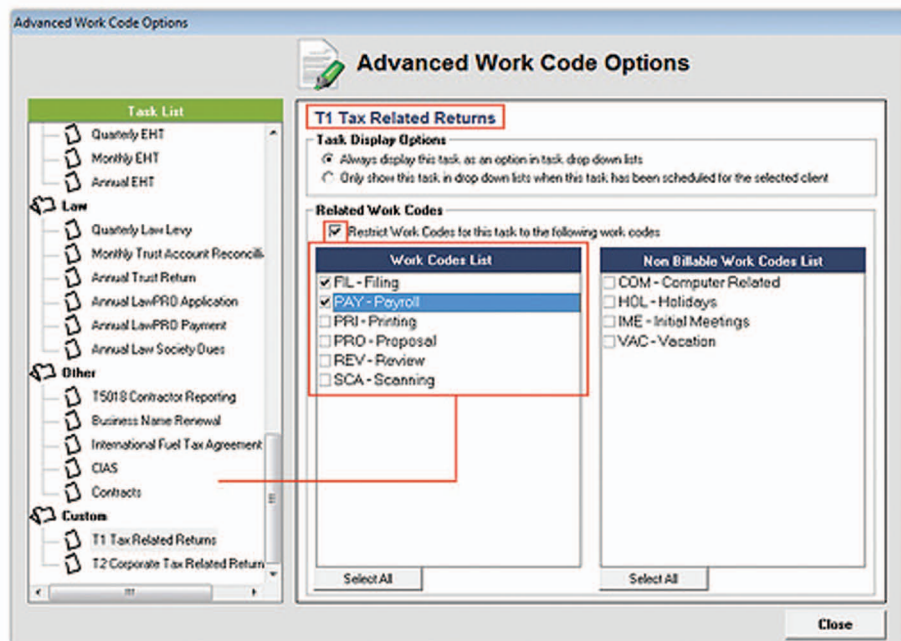 Advanced Work Code Options
Advanced Work Code Options
Task List
Quarterly EHT
Monthly EHT
Annual EHT
Law
Quarterly Law Levy
Monthly Trust Account Reconcili
Annual Trust Return
Annual LawPRO Application
Annual LawPRO Payment
Annual Law Society Dues
Other
T5018 Contractor Reporting
Business Name Renewal
International Fuel Tax Agreement
CIAS
Contracts
Custom
T1 Tax Related Returns
T2 Corporate Tax Related Return
T1 Tax Related Returns
Task Display Options
Always display this task as an option in task drop down lists
Only show this task in drop down lists when this task has been scheduled for the selected client
Related Work Codes
Restrict Work Codes for this task to the following work codes
Work Codes List
FIL - Filing
PAY - Payroll
PRI - Printing
PRO - Proposal
REV - Review
SCA - Scanning
Select All
Non Billable Work Codes List
COM - Computer Related
HOL - Holidays
IME - Initial Meetings
VAC - Vacation
Select All
Close